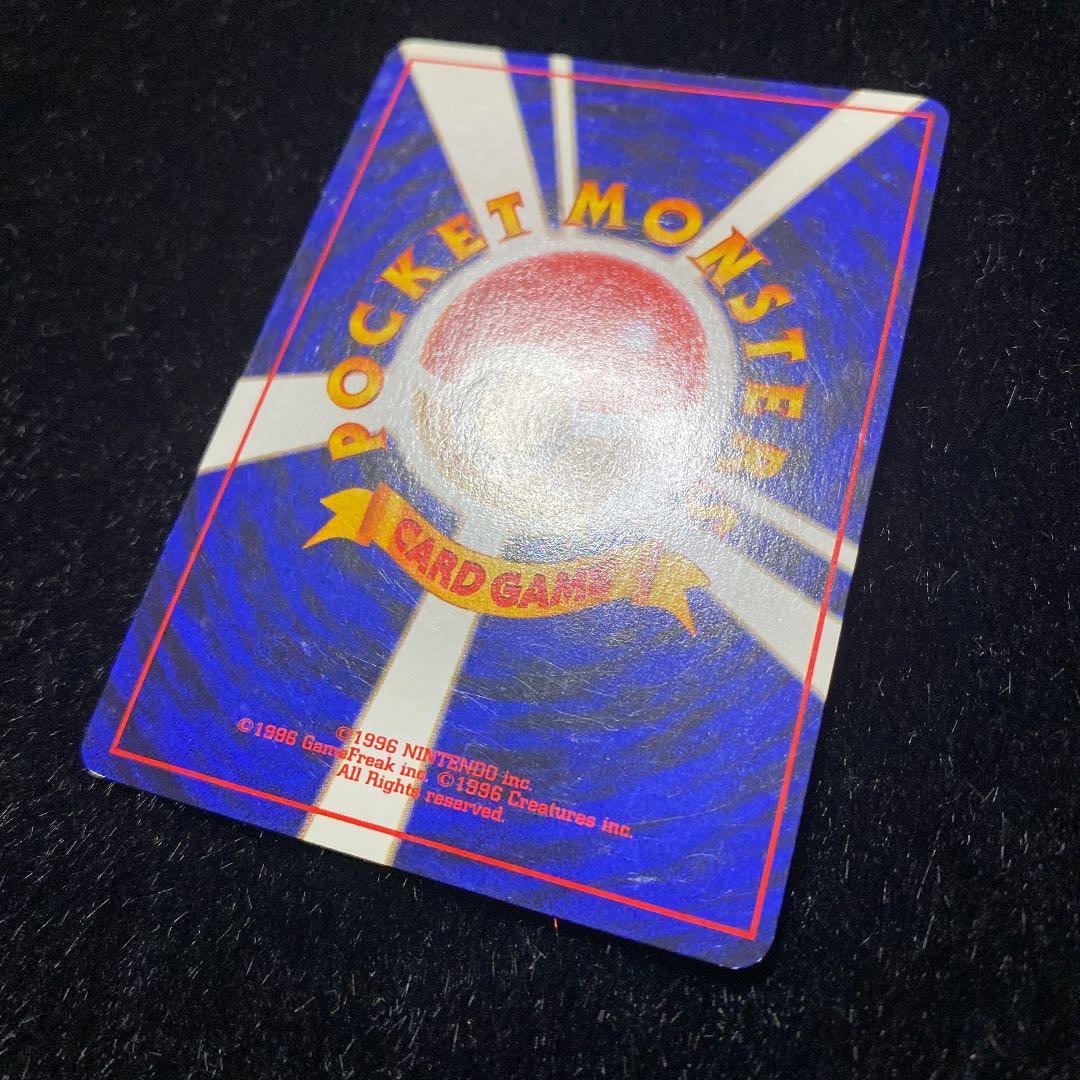 POCKET MONSTERS
CARD GAME
©1996 NINTENDO inc.
©1996 GameFreak inc. ©1996 Creatures inc.
All Rights reserved.